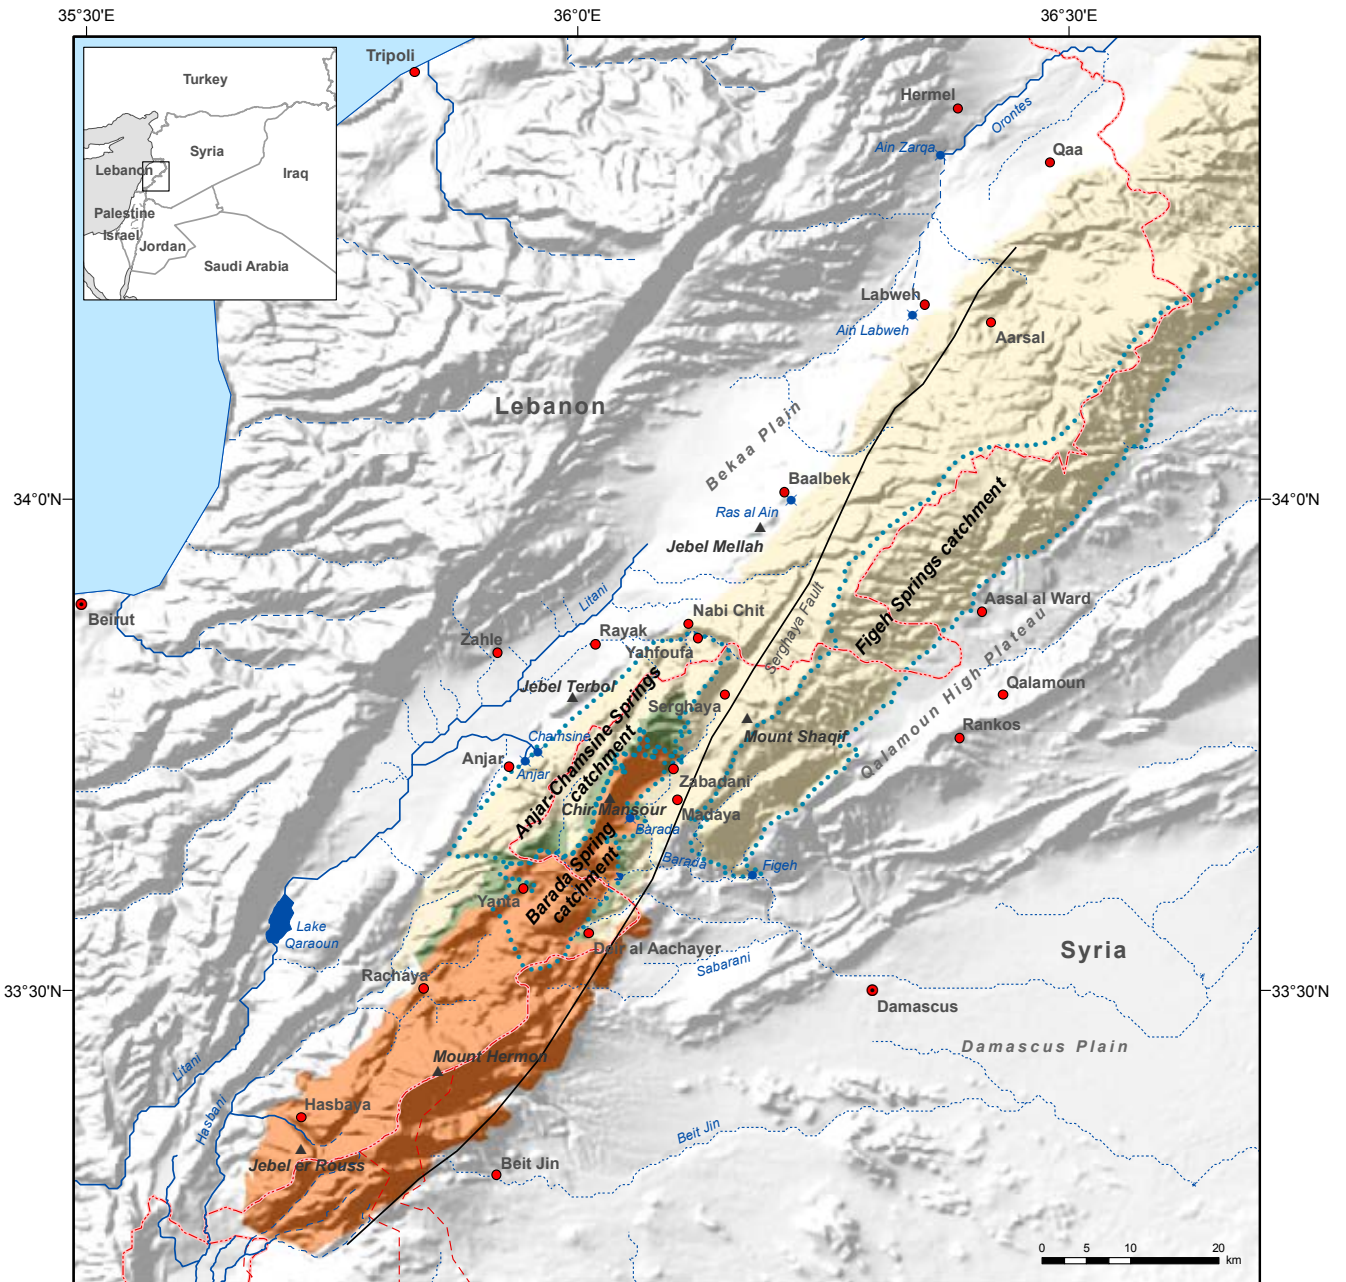 35°30'E
36°0'E
36°30'E
Tripoli
Turkey
Syria
Lebanon
Iraq
Palestine
Israel
Jordan
Saudi Arabia
Hermel
Orontes
Ain Zarqa
Qaa
Labweh
Ain Labweh
Aarsal
Lebanon
Bekaa Plain
Baalbek
34°0'N
34°0'N
Ras al Ain
Jebel Mellah
Figeh Springs catchment
Litani
Serghaya Fault
Aasal al Ward
Beirut
Nabi Chit
Rayak
Zahle
Yahfoufa
Qalamoun High Plateau
Jebel Terbol
Serghaya
Qalamoun
Mount Shaqif
Rankos
Anjar-Chamsine Springs
catchment
Chamsine
Anjar
Anjar
Zabadani
Chir Mansour
Madaya
Barada
Barada
Figeh
Barada Spring
catchment
Yanta
Lake
Qaraoun
Deir al Aachayer
Syria
Sabarani
Rachaya
33°30'N
33°30'N
Damascus
Damascus Plain
Mount Hermon
Litani
Hasbani
Hasbaya
Beit Jin
Jebel er Rouss
Beit Jin
0 5 10 20
km